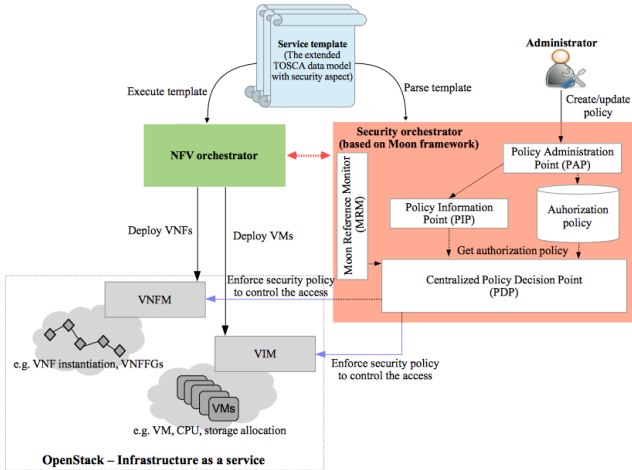 Service template
(The extended
TOSCA data model
with security aspect)
Administrator
Execute template
Parse template
Create/update
policy
Security orchestrator
(based on Moon framework)
NFV orchestrator
Moon Reference Monitor
(MRM)
Policy Administration
Point (PAP)
Policy Information
Point (PIP)
Auhorization
policy
Deploy VNFs
Deploy VMs
Get authorization policy
Centralized Policy Decision Point
(PDP)
Enforce security policy
to control the access
VNFM
e.g. VNF instantiation, VNFFGs
VIM
Enforce security policy
to control the access
VMs
e.g. VM, CPU, storage allocation
OpenStack – Infrastructure as a service